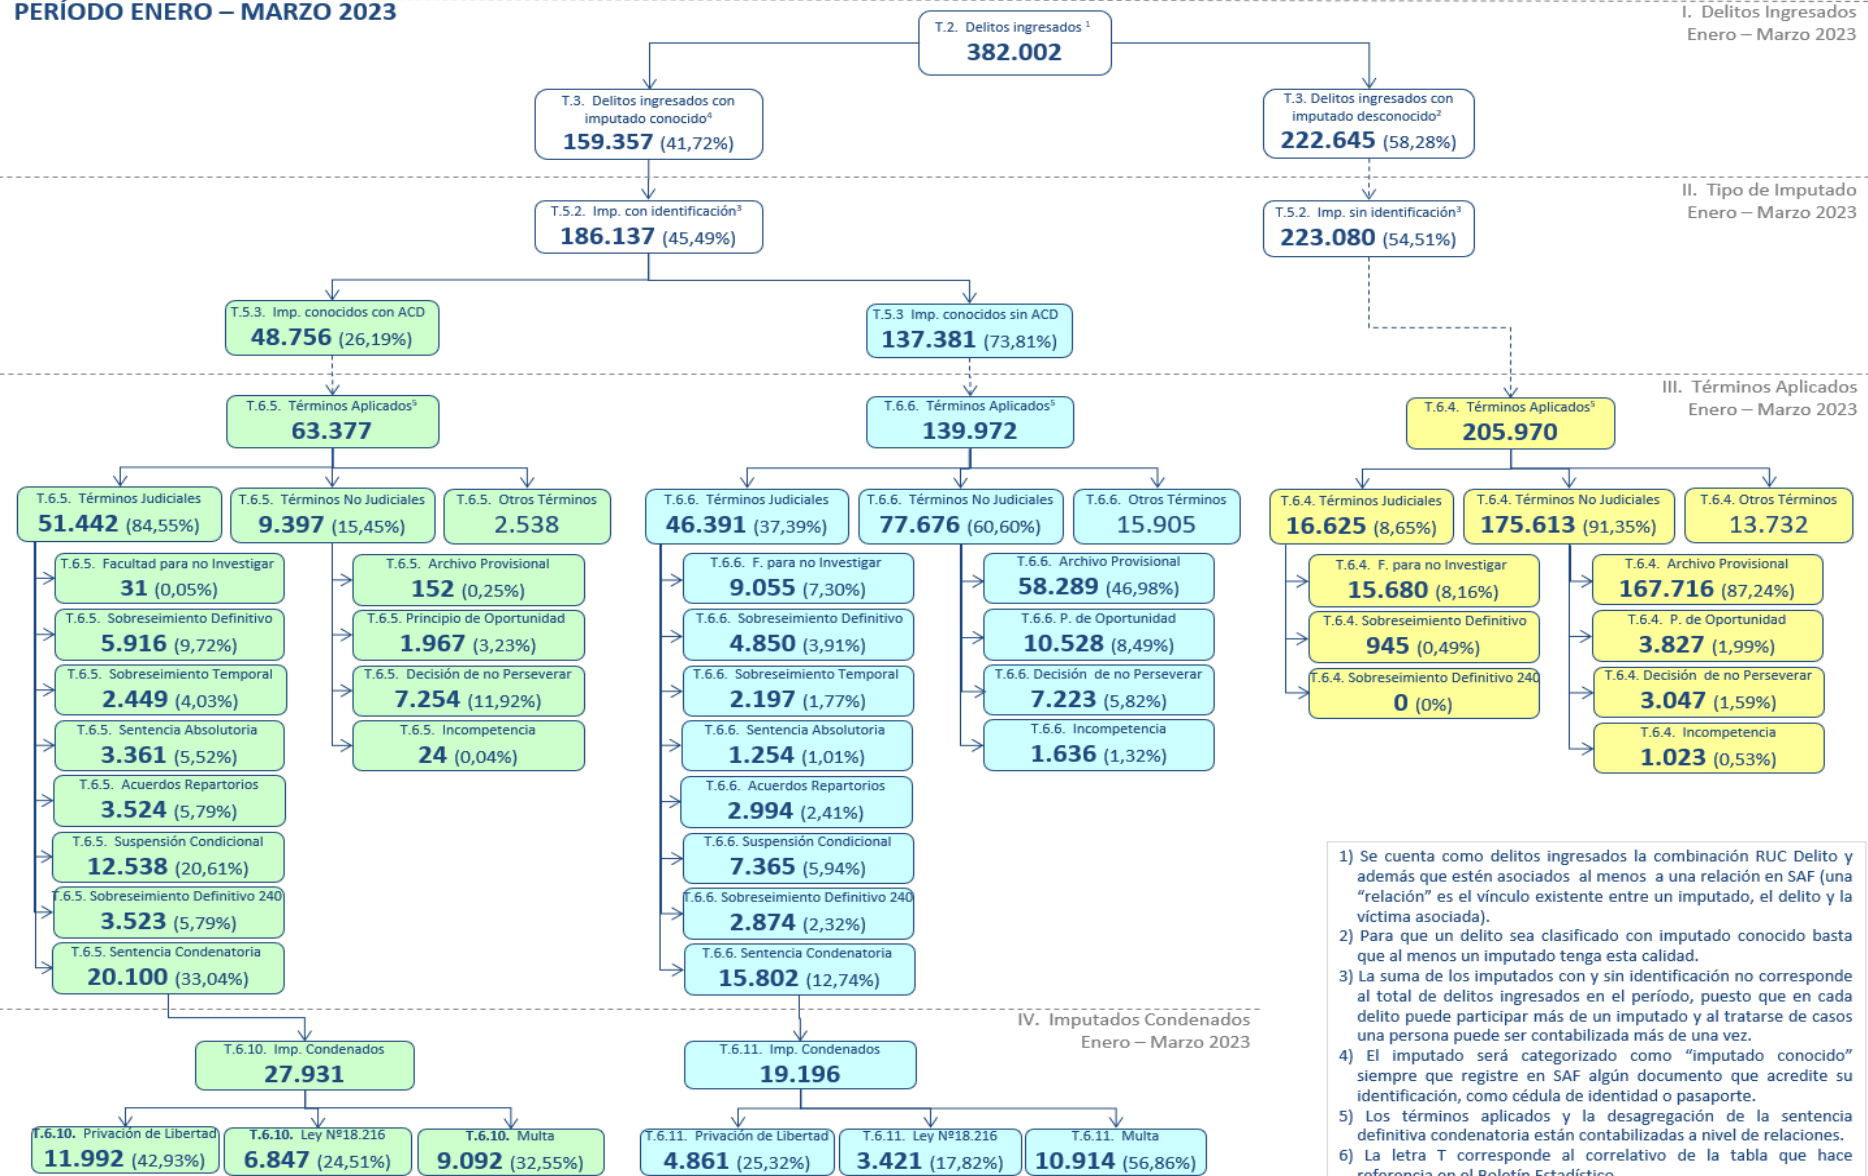 PERÍODO ENERO – MARZO 2023
I. Delitos Ingresados
Enero – Marzo 2023
T.2. Delitos ingresados ¹
382.002
T.3. Delitos ingresados con
imputado conocido⁴
159.357 (41,72%)
T.3. Delitos ingresados con
imputado desconocido²
222.645 (58,28%)
II. Tipo de Imputado
Enero – Marzo 2023
T.5.2. Imp. con identificación³
186.137 (45,49%)
T.5.2. Imp. sin identificación³
223.080 (54,51%)
T.5.3. Imp. conocidos con ACD
48.756 (26,19%)
T.5.3 Imp. conocidos sin ACD
137.381 (73,81%)
III. Términos Aplicados
Enero – Marzo 2023
T.6.5. Términos Aplicados⁵
63.377
T.6.6. Términos Aplicados⁵
139.972
T.6.4. Términos Aplicados⁵
205.970
T.6.5. Términos Judiciales
51.442 (84,55%)
T.6.5. Términos No Judiciales
9.397 (15,45%)
T.6.5. Otros Términos
2.538
T.6.6. Términos Judiciales
46.391 (37,39%)
T.6.6. Términos No Judiciales
77.676 (60,60%)
T.6.6. Otros Términos
15.905
T.6.4. Términos Judiciales
16.625 (8,65%)
T.6.4. Términos No Judiciales
175.613 (91,35%)
T.6.4. Otros Términos
13.732
T.6.5. Facultad para no Investigar
31 (0,05%)
T.6.5. Sobreseimiento Definitivo
5.916 (9,72%)
T.6.5. Sobreseimiento Temporal
2.449 (4,03%)
T.6.5. Sentencia Absolutoria
3.361 (5,52%)
T.6.5. Acuerdos Repartorios
3.524 (5,79%)
T.6.5. Suspensión Condicional
12.538 (20,61%)
T.6.5. Sobreseimiento Definitivo 240
3.523 (5,79%)
T.6.5. Sentencia Condenatoria
20.100 (33,04%)
T.6.5. Archivo Provisional
152 (0,25%)
T.6.5. Principio de Oportunidad
1.967 (3,23%)
T.6.5. Decisión de no Perseverar
7.254 (11,92%)
T.6.5. Incompetencia
24 (0,04%)
T.6.6. F. para no Investigar
9.055 (7,30%)
T.6.6. Sobreseimiento Definitivo
4.850 (3,91%)
T.6.6. Sobreseimiento Temporal
2.197 (1,77%)
T.6.6. Sentencia Absolutoria
1.254 (1,01%)
T.6.6. Acuerdos Repartorios
2.994 (2,41%)
T.6.6. Suspensión Condicional
7.365 (5,94%)
T.6.6. Sobreseimiento Definitivo 240
2.874 (2,32%)
T.6.6. Sentencia Condenatoria
15.802 (12,74%)
T.6.6. Archivo Provisional
58.289 (46,98%)
T.6.6. P. de Oportunidad
10.528 (8,49%)
T.6.6. Decisión de no Perseverar
7.223 (5,82%)
T.6.6. Incompetencia
1.636 (1,32%)
T.6.4. F. para no Investigar
15.680 (8,16%)
T.6.4. Sobreseimiento Definitivo
945 (0,49%)
T.6.4. Sobreseimiento Definitivo 240
0 (0%)
T.6.4. Archivo Provisional
167.716 (87,24%)
T.6.4. P. de Oportunidad
3.827 (1,99%)
T.6.4. Decisión de no Perseverar
3.047 (1,59%)
T.6.4. Incompetencia
1.023 (0,53%)
IV. Imputados Condenados
Enero – Marzo 2023
T.6.10. Imp. Condenados
27.931
T.6.11. Imp. Condenados
19.196
T.6.10. Privación de Libertad
11.992 (42,93%)
T.6.10. Ley Nº18.216
6.847 (24,51%)
T.6.10. Multa
9.092 (32,55%)
T.6.11. Privación de Libertad
4.861 (25,32%)
T.6.11. Ley Nº18.216
3.421 (17,82%)
T.6.11. Multa
10.914 (56,86%)
1) Se cuenta como delitos ingresados la combinación RUC Delito y
además que estén asociados al menos a una relación en SAF (una
“relación” es el vínculo existente entre un imputado, el delito y la
víctima asociada).
2) Para que un delito sea clasificado con imputado conocido basta
que al menos un imputado tenga esta calidad.
3) La suma de los imputados con y sin identificación no corresponde
al total de delitos ingresados en el período, puesto que en cada
delito puede participar más de un imputado y al tratarse de casos
una persona puede ser contabilizada más de una vez.
4) El imputado será categorizado como “imputado conocido”
siempre que registre en SAF algún documento que acredite su
identificación, como cédula de identidad o pasaporte.
5) Los términos aplicados y la desagregación de la sentencia
definitiva condenatoria están contabilizadas a nivel de relaciones.
6) La letra T corresponde al correlativo de la tabla que hace
referencia en el Boletín Estadístico